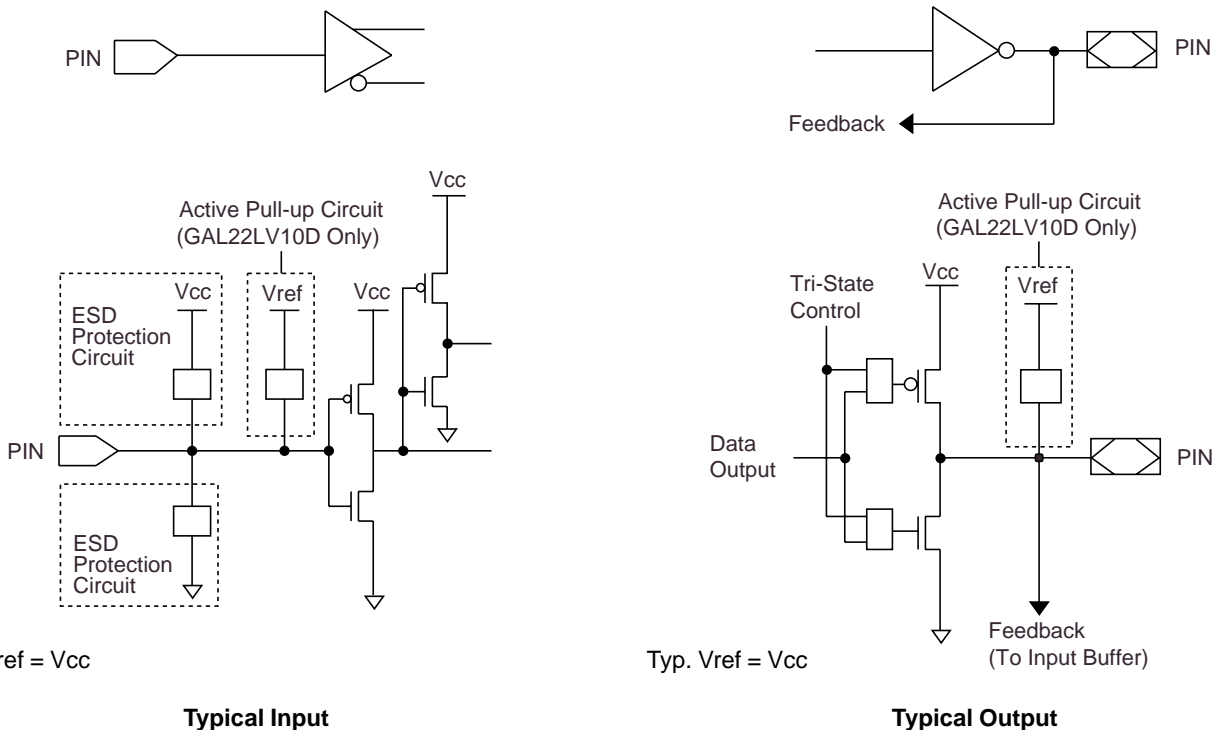 PIN
PIN
Feedback
Vcc
Active Pull-up Circuit
(GAL22LV10D Only)
Vcc
Vref
Vcc
ESD
Protection
Circuit
PIN
ESD
Protection
Circuit
ref = Vcc
Typical Input
Active Pull-up Circuit
(GAL22LV10D Only)
Tri-State
Control
Vcc
Vref
Data
Output
PIN
Feedback
(To Input Buffer)
Typ. Vref = Vcc
Typical Output